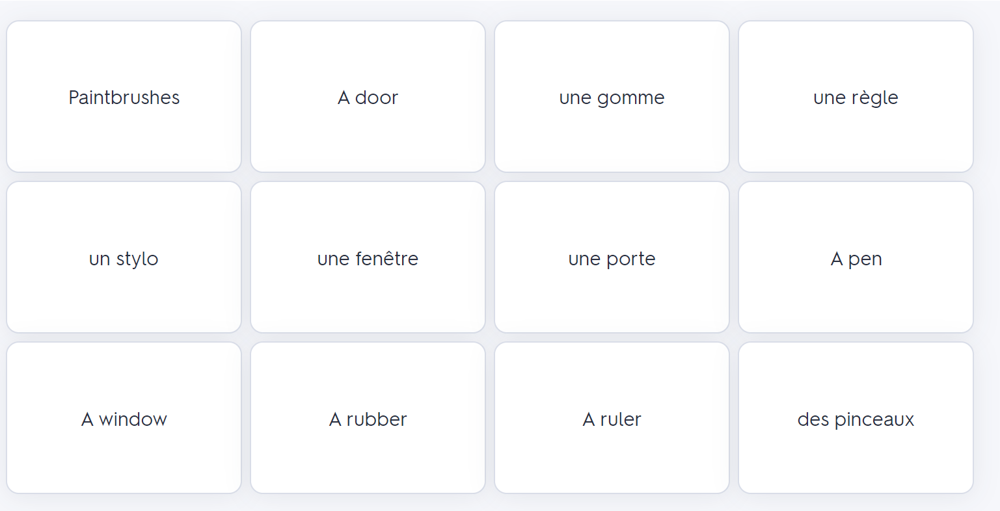 Paintbrushes
A door
une gomme
une règle
un stylo
une fenêtre
une porte
A pen
A window
A rubber
A ruler
des pinceaux